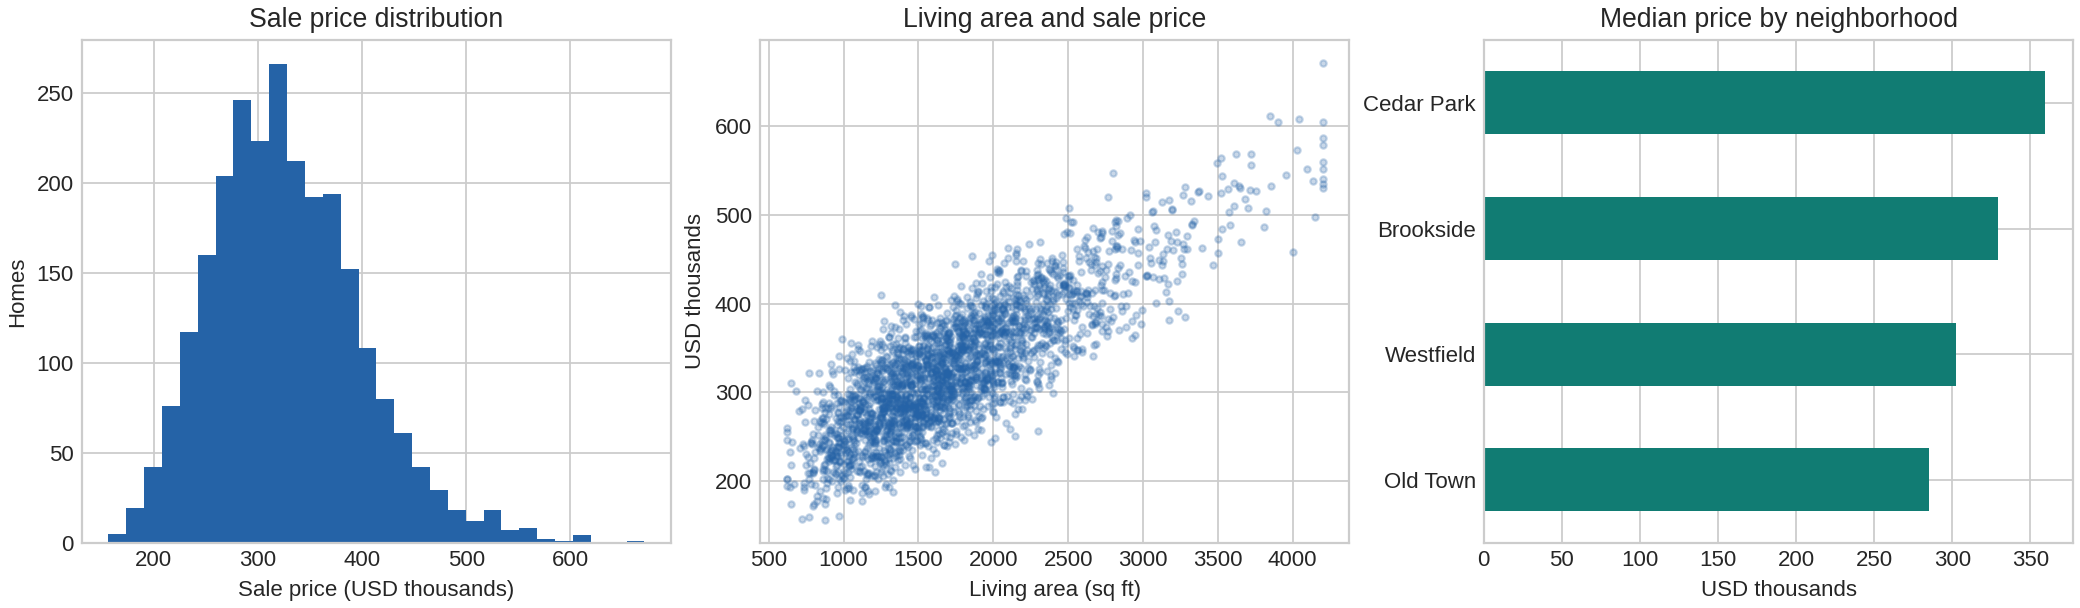 Sale price distribution
Homes
250
200
150
100
50
0
200 300 400 500 600
Sale price (USD thousands)
Living area and sale price
USD thousands
600
500
400
300
200
500 1000 1500 2000 2500 3000 3500 4000
Living area (sq ft)
Median price by neighborhood
Cedar Park
Brookside
Westfield
Old Town
0 50 100 150 200 250 300 350
USD thousands